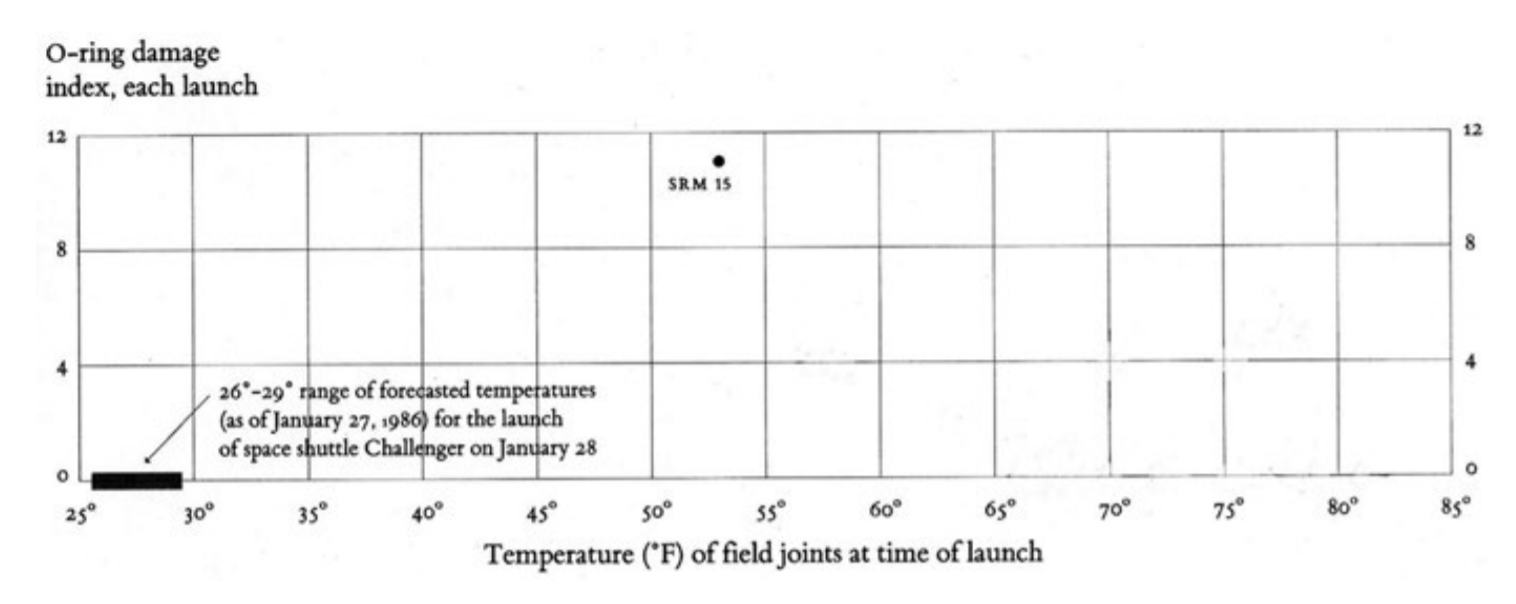 O-ring damage
index, each launch
12
12
SRM 15
8
8
4
4
26°-29° range of forecasted temperatures
(as of January 27, 1986) for the launch
of space shuttle Challenger on January 28
0
0
25° 30° 35° 40° 45° 50° 55° 60° 65° 70° 75° 80° 85°
Temperature (°F) of field joints at time of launch